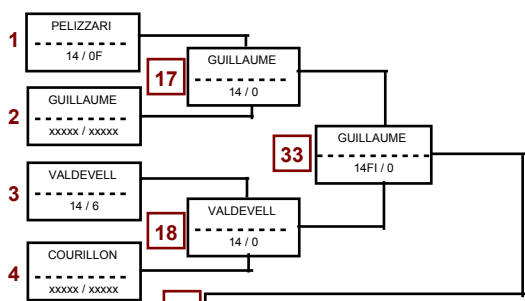 1
PELIZZARI
14 / 0F
17
GUILLAUME
14 / 0
2
GUILLAUME
xxxxx / xxxxx
33
GUILLAUME
14FI / 0
3
VALDEVELL
14 / 6
18
VALDEVELL
14 / 0
4
COURILLON
xxxxx / xxxxx